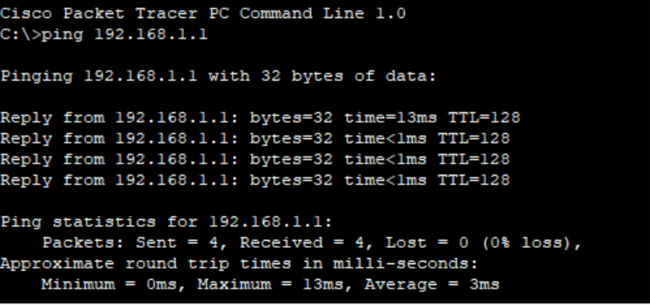 Cisco Packet Tracer PC Command Line 1.0
C:\>ping 192.168.1.1
Pinging 192.168.1.1 with 32 bytes of data:
Reply from 192.168.1.1: bytes=32 time=13ms TTL=128
Reply from 192.168.1.1: bytes=32 time<1ms TTL=128
Reply from 192.168.1.1: bytes=32 time<1ms TTL=128
Reply from 192.168.1.1: bytes=32 time<1ms TTL=128
Ping statistics for 192.168.1.1:
Packets: Sent = 4, Received = 4, Lost = 0 (0% loss),
Approximate round trip times in milli-seconds:
Minimum = 0ms, Maximum = 13ms, Average = 3ms